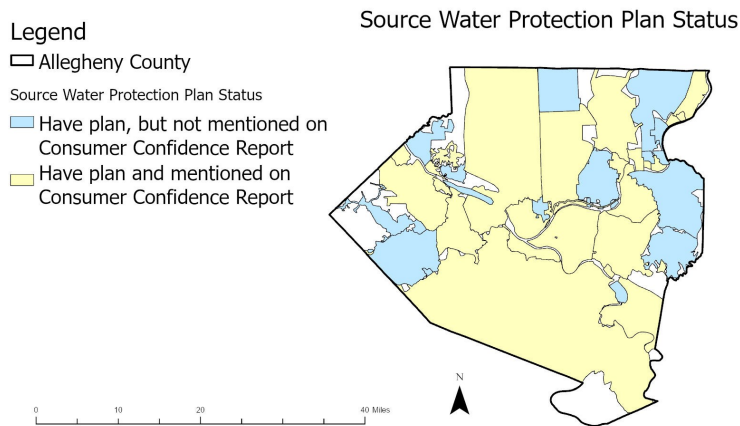 Source Water Protection Plan Status
Legend
Allegheny County
Source Water Protection Plan Status
Have plan, but not mentioned on
Consumer Confidence Report
Have plan and mentioned on
Consumer Confidence Report
N
0 10 20 40 Miles